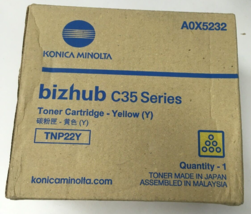 A0X5232
KONICA MINOLTA
bizhub C35 Series
Toner Cartridge - Yellow (Y)
碳粉匣 - 黃色 (Y)
TNP22Y
Quantity - 1
TONER MADE IN JAPAN
konicaminolta.com
ASSEMBLED IN MALAYSIA